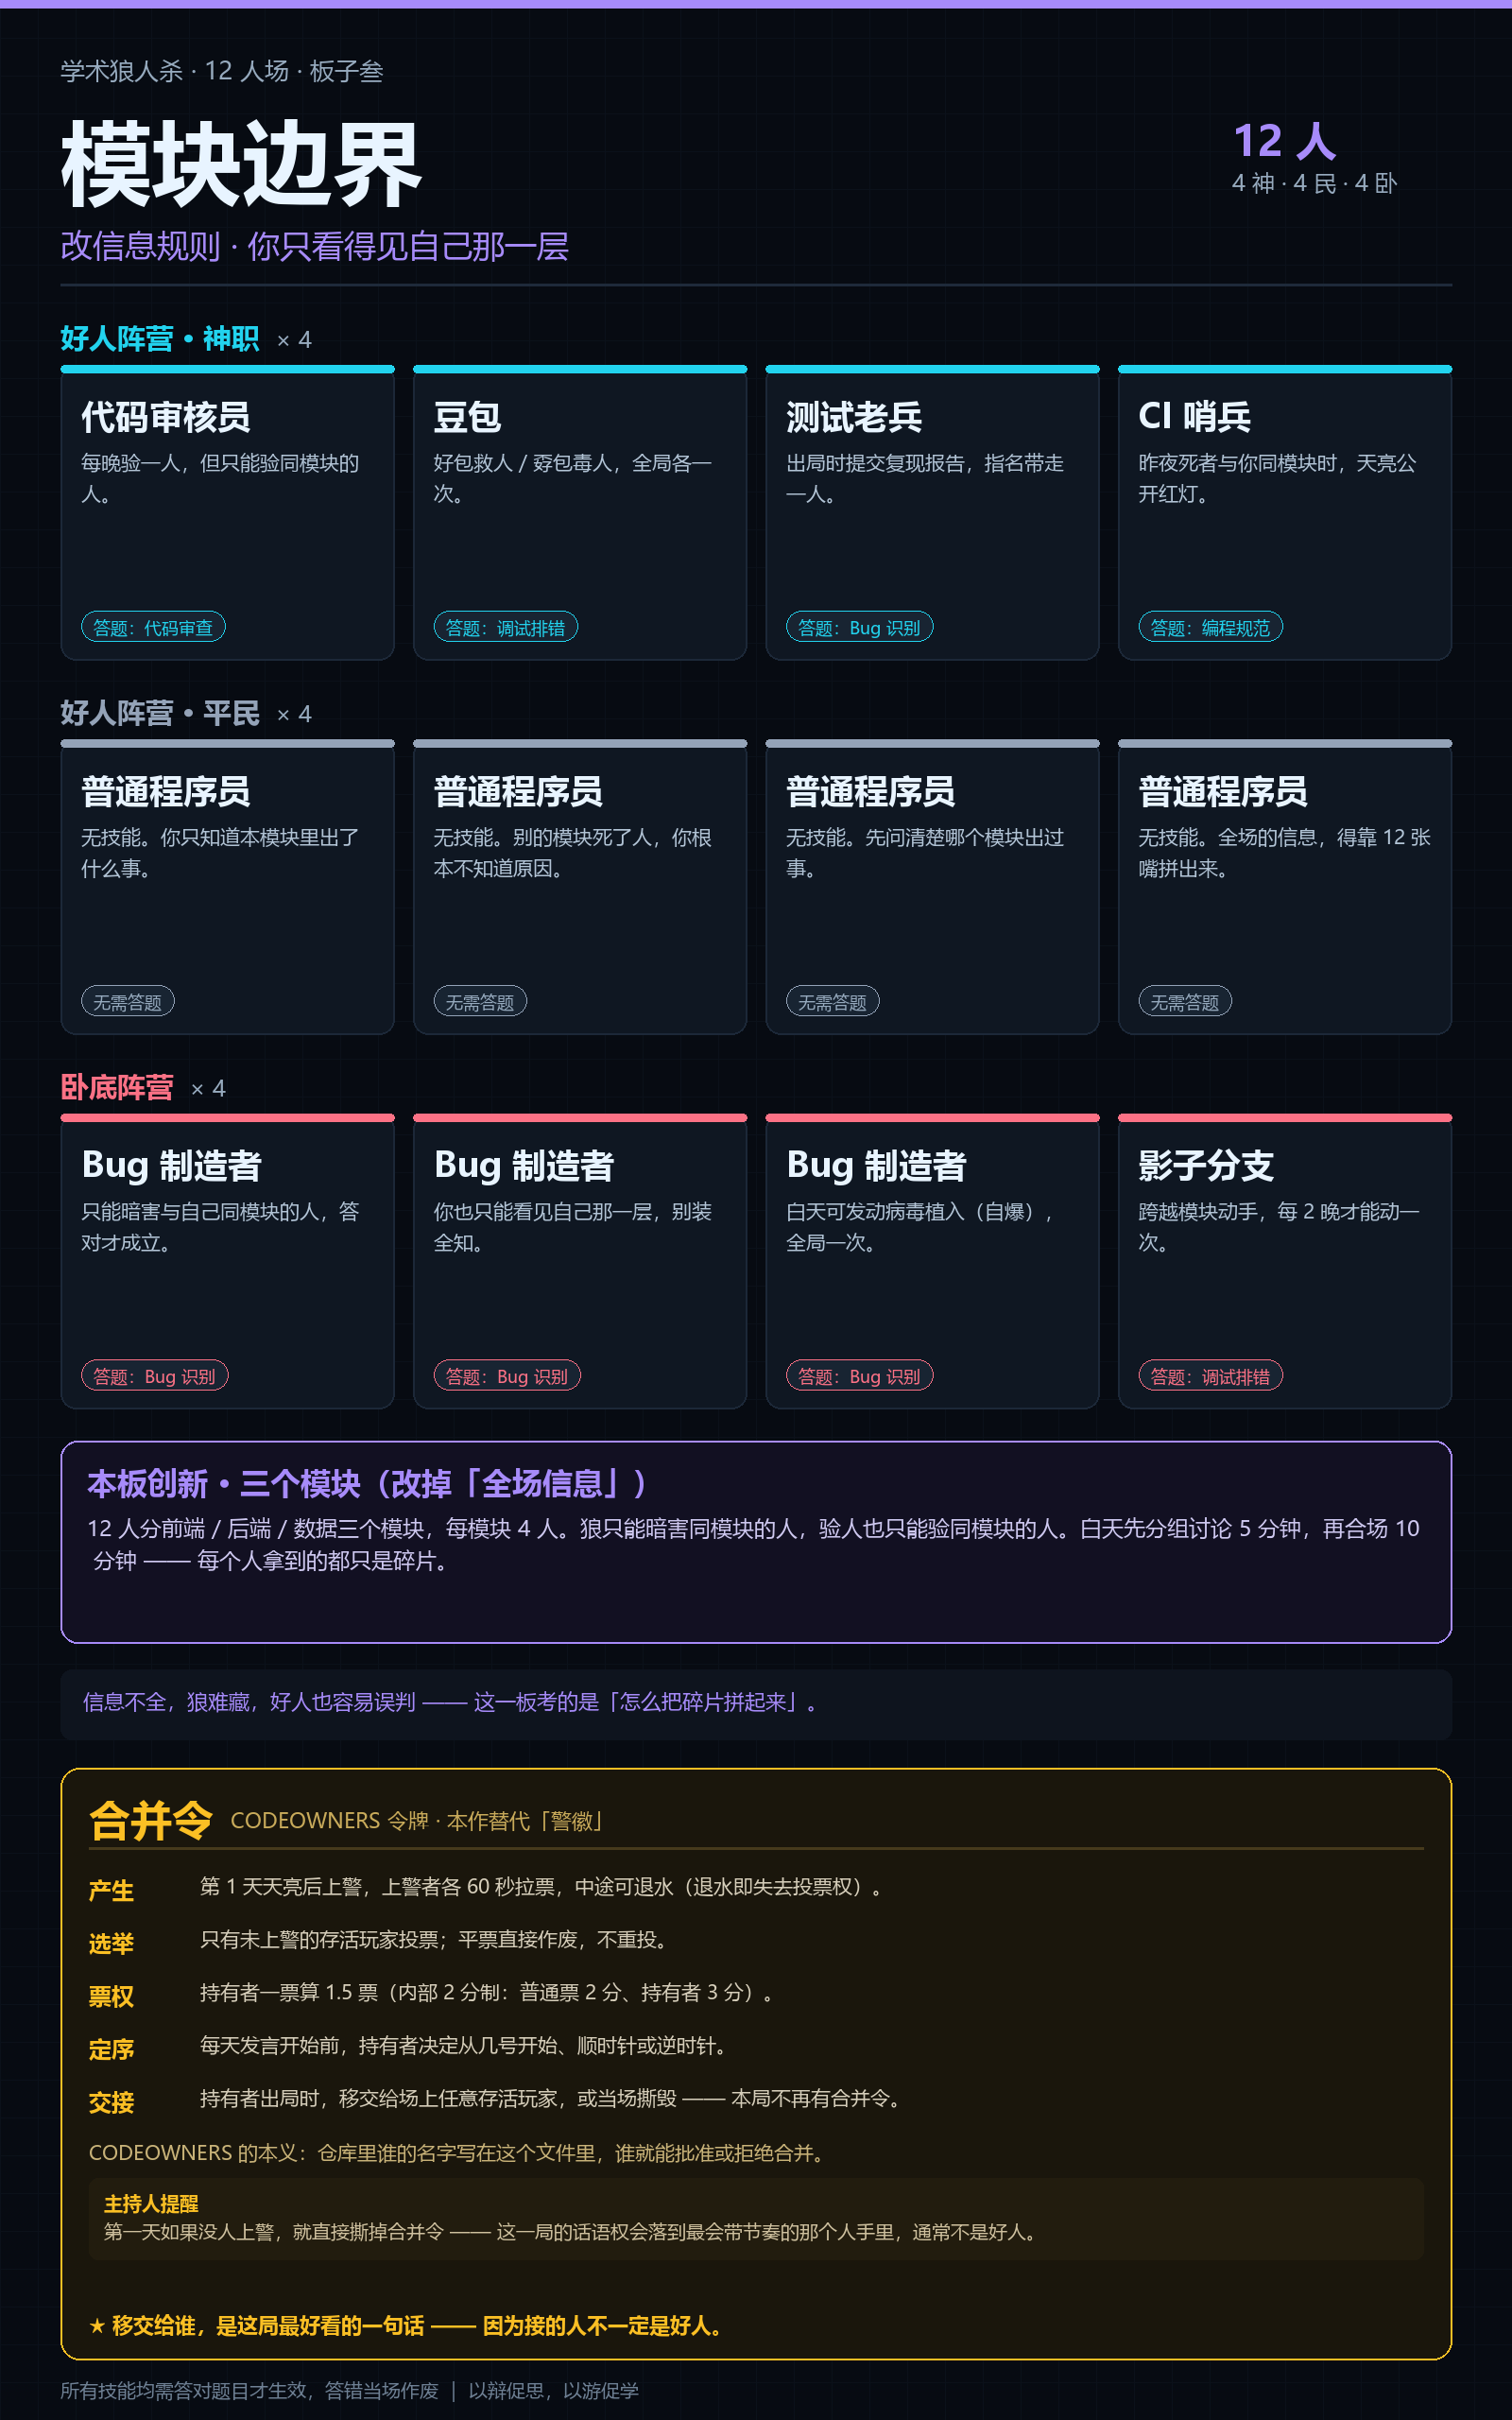 学术狼人杀 · 12 人场 · 板子叁
模块边界
12 人
4 神 · 4 民 · 4 卧
改信息规则 · 你只看得见自己那一层
好人阵营 • 神职 × 4
代码审核员
每晚验一人，但只能验同模块的
人。
答题：代码审查
豆包
好包救人 / 孬包毒人，全局各一
次。
答题：调试排错
测试老兵
出局时提交复现报告，指名带走
一人。
答题：Bug 识别
CI 哨兵
昨夜死者与你同模块时，天亮公
开红灯。
答题：编程规范
好人阵营 • 平民 × 4
普通程序员
无技能。你只知道本模块里出了
什么事。
无需答题
普通程序员
无技能。别的模块死了人，你根
本不知道原因。
无需答题
普通程序员
无技能。先问清楚哪个模块出过
事。
无需答题
普通程序员
无技能。全场的信息，得靠 12 张
嘴拼出来。
无需答题
卧底阵营 × 4
Bug 制造者
只能暗害与自己同模块的人，答
对才成立。
答题：Bug 识别
Bug 制造者
你也只能看见自己那一层，别装
全知。
答题：Bug 识别
Bug 制造者
白天可发动病毒植入（自爆），
全局一次。
答题：Bug 识别
影子分支
跨越模块动手，每 2 晚才能动一
次。
答题：调试排错
本板创新 • 三个模块（改掉「全场信息」）
12 人分前端 / 后端 / 数据三个模块，每模块 4 人。狼只能暗害同模块的人，验人也只能验同模块的人。白天先分组讨论 5 分钟，再合场 10
分钟 —— 每个人拿到的都只是碎片。
信息不全，狼难藏，好人也容易误判 —— 这一板考的是「怎么把碎片拼起来」。
合并令 CODEOWNERS 令牌 · 本作替代「警徽」
产生 第 1 天天亮后上警，上警者各 60 秒拉票，中途可退水（退水即失去投票权）。
选举 只有未上警的存活玩家投票；平票直接作废，不重投。
票权 持有者一票算 1.5 票（内部 2 分制：普通票 2 分、持有者 3 分）。
定序 每天发言开始前，持有者决定从几号开始、顺时针或逆时针。
交接 持有者出局时，移交给场上任意存活玩家，或当场撕毁 —— 本局不再有合并令。
CODEOWNERS 的本义：仓库里谁的名字写在这个文件里，谁就能批准或拒绝合并。
主持人提醒
第一天如果没人上警，就直接撕掉合并令 —— 这一局的话语权会落到最会带节奏的那个人手里，通常不是好人。
★ 移交给谁，是这局最好看的一句话 —— 因为接的人不一定是好人。
所有技能均需答对题目才生效，答错当场作废 ｜ 以辩促思，以游促学